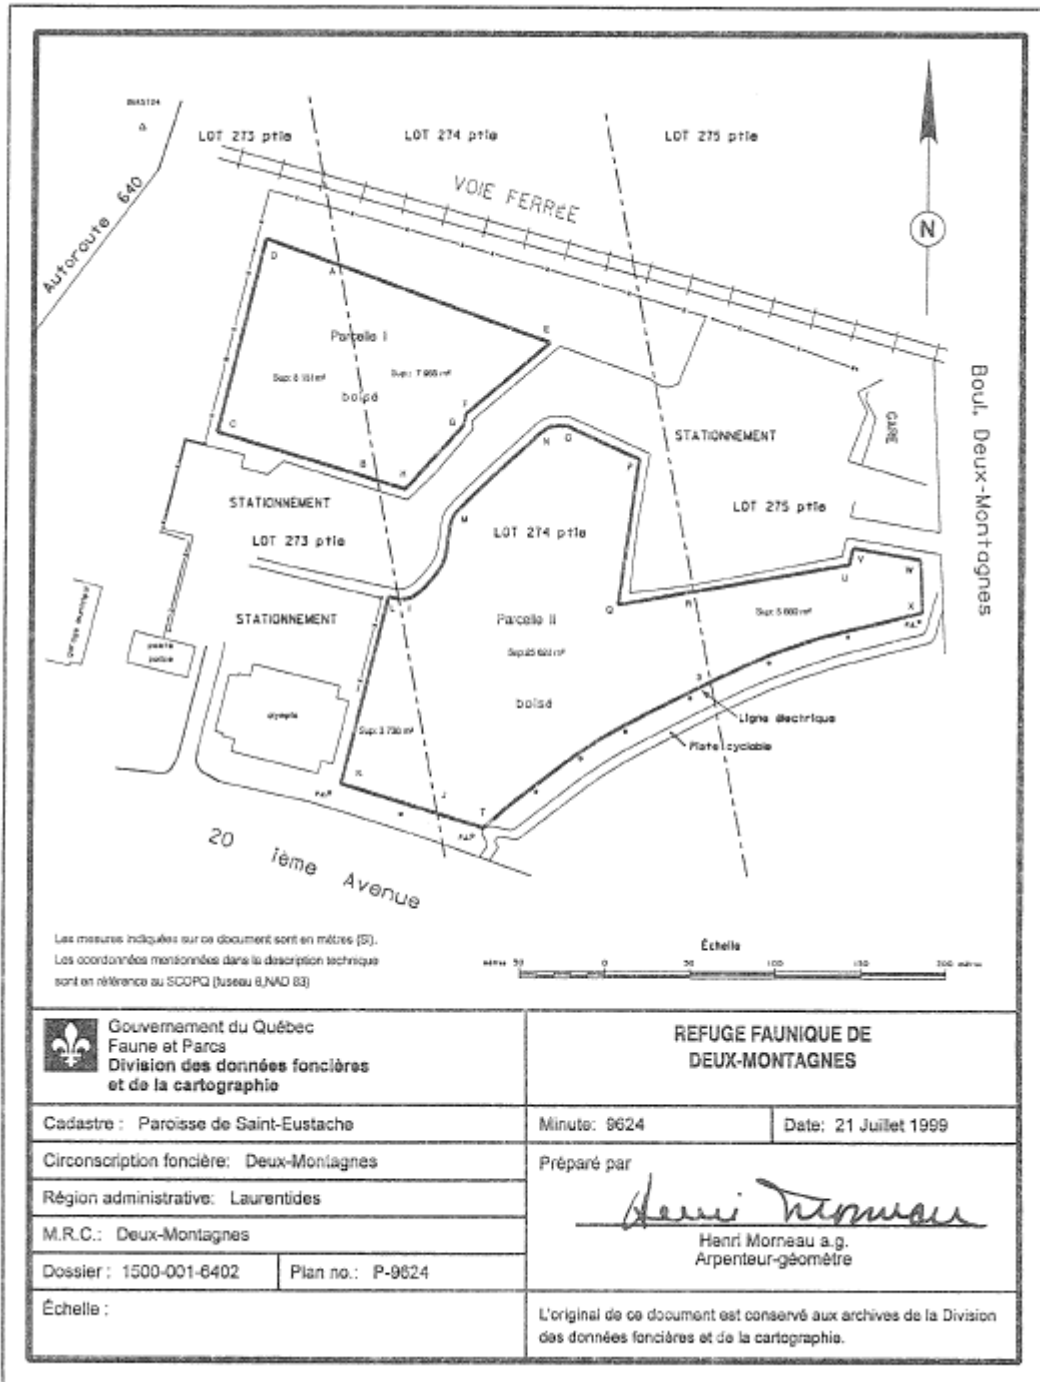 LOT 273 ptie
LOT 274 ptie
LOT 275 ptie
Autoroute 640
VOIE FERRÉE
N
D
A
E
Parcelle I
boisé
F
G
C
B
H
N
O
P
STATIONNEMENT
GARE
Boul. Deux-Montagnes
STATIONNEMENT
LOT 273 ptie
M
LOT 274 ptie
LOT 275 ptie
V
W
U
X
L
I
Q
R
STATIONNEMENT
Parcelle II
boisé
S
Ligne électrique
Piste cyclable
olympia
K
J
T
20 ième Avenue
Les mesures indiquées sur ce document sont en mètres (SI).
Les coordonnées mentionnées dans la description technique
sont en référence au SCOPQ (fuseau 8,NAD 83)
Échelle
mètres 50 0 50 100 150 200 mètres
Gouvernement du Québec
Faune et Parcs
Division des données foncières
et de la cartographie
REFUGE FAUNIQUE DE
DEUX-MONTAGNES
Cadastre : Paroisse de Saint-Eustache
Minute: 9624
Date: 21 Juillet 1999
Circonscription foncière: Deux-Montagnes
Préparé par
Région administrative: Laurentides
Henri Morneau
M.R.C.: Deux-Montagnes
Henri Morneau a.g.
Arpenteur-géomètre
Dossier : 1500-001-6402
Plan no.: P-9624
Échelle :
L'original de ce document est conservé aux archives de la Division
des données foncières et de la cartographie.